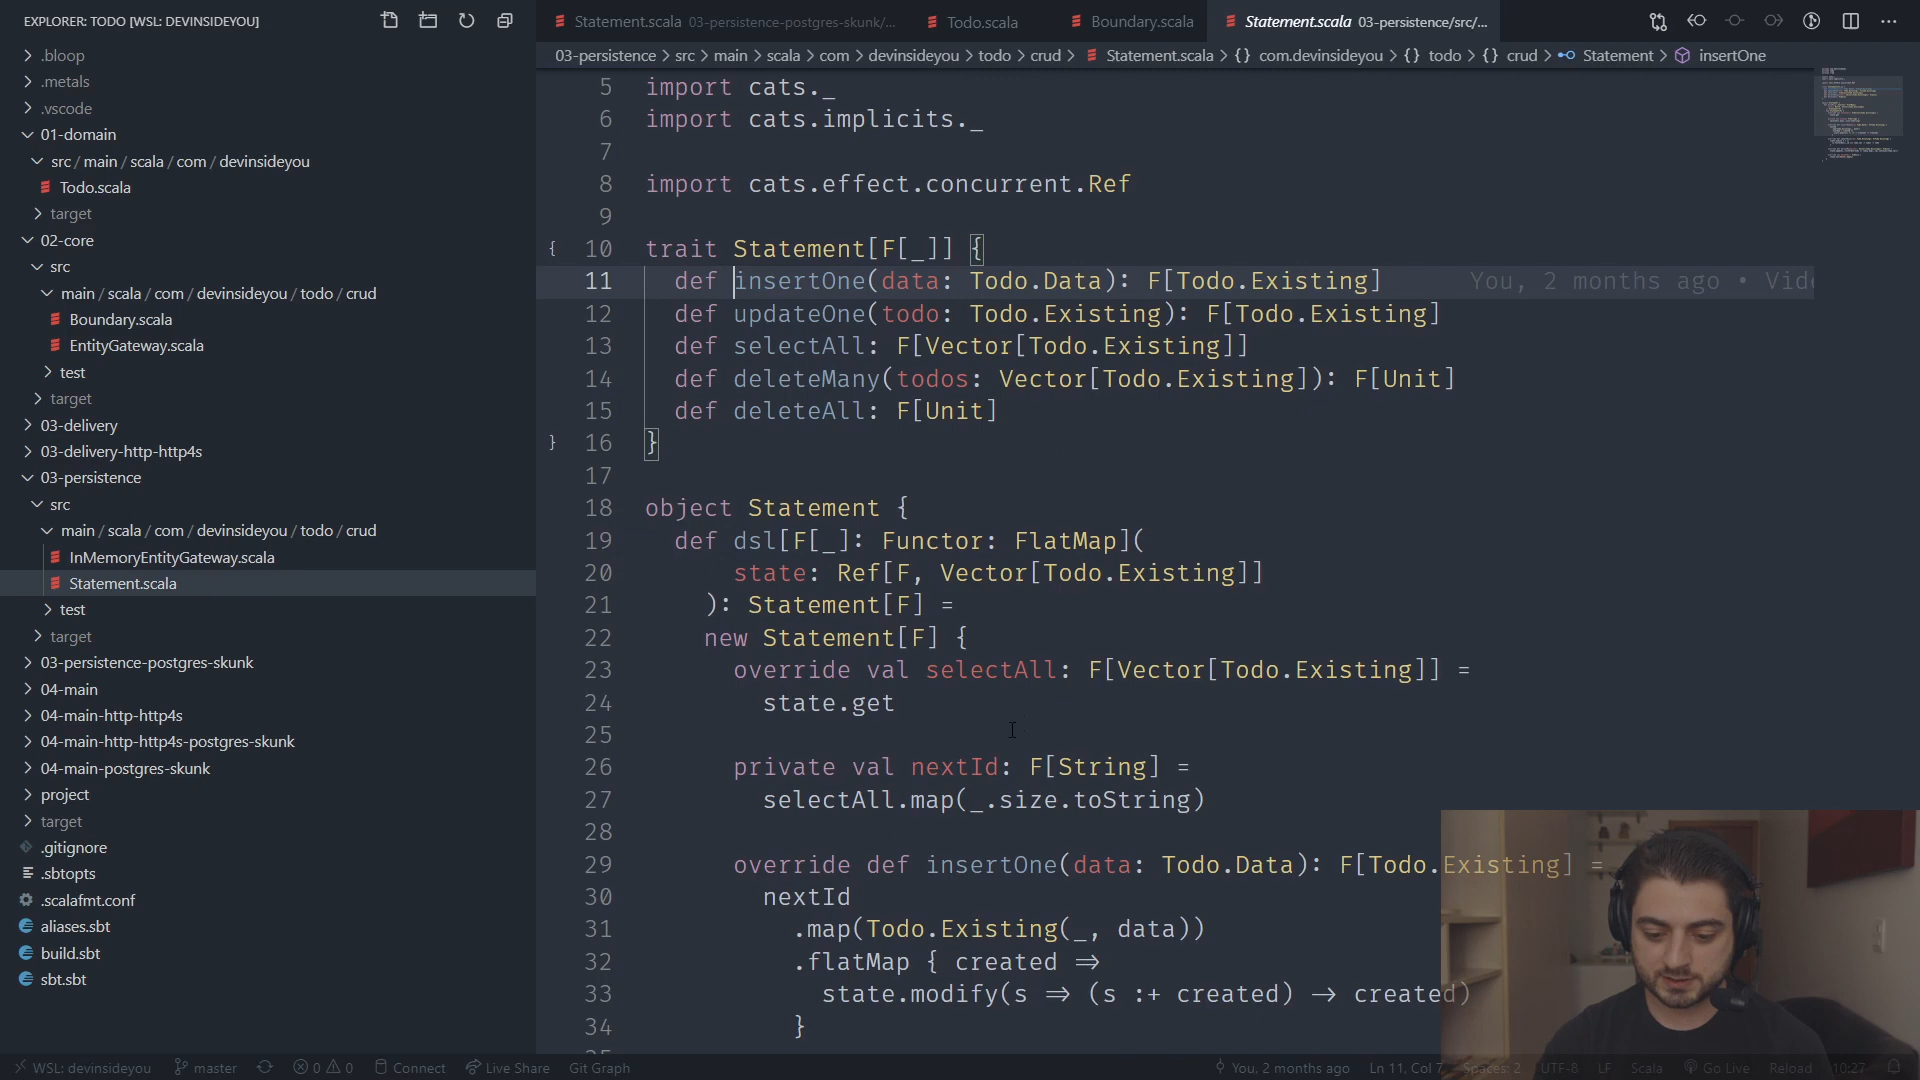 EXPLORER: TODO [WSL: DEVINSIDEYOU]
.bloop
.metals
.vscode
01-domain
src / main / scala / com / devinsideyou
Todo.scala
target
02-core
src
main / scala / com / devinsideyou / todo / crud
Boundary.scala
EntityGateway.scala
test
target
03-delivery
03-delivery-http-http4s
03-persistence
src
main / scala / com / devinsideyou / todo / crud
InMemoryEntityGateway.scala
Statement.scala
test
target
03-persistence-postgres-skunk
04-main
04-main-http-http4s
04-main-http-http4s-postgres-skunk
04-main-postgres-skunk
project
target
.gitignore
.sbtopts
.scalafmt.conf
aliases.sbt
build.sbt
sbt.sbt
Statement.scala 03-persistence-postgres-skunk/...
Todo.scala
Boundary.scala
Statement.scala 03-persistence/src/...
03-persistence > src > main > scala > com > devinsideyou > todo > crud > Statement.scala > {} com.devinsideyou > {} todo > {} crud > Statement > insertOne
5 import cats._
6 import cats.implicits._
7
8 import cats.effect.concurrent.Ref
9
{ 10 trait Statement[F[_]] {
11   def insertOne(data: Todo.Data): F[Todo.Existing] You, 2 months ago •
12   def updateOne(todo: Todo.Existing): F[Todo.Existing]
13   def selectAll: F[Vector[Todo.Existing]]
14   def deleteMany(todos: Vector[Todo.Existing]): F[Unit]
15   def deleteAll: F[Unit]
} 16 }
17
18 object Statement {
19   def dsl[F[_]: Functor: FlatMap](
20       state: Ref[F, Vector[Todo.Existing]]
21     ): Statement[F] =
22     new Statement[F] {
23       override val selectAll: F[Vector[Todo.Existing]] =
24         state.get
25
26       private val nextId: F[String] =
27         selectAll.map(_.size.toString)
28
29       override def insertOne(data: Todo.Data): F[Todo.Existing] =
30         nextId
31           .map(Todo.Existing(_, data))
32           .flatMap { created ⇒
33             state.modify(s ⇒ (s :+ created) → created)
34           }
WSL: devinsideyou master 0 0 Connect Live Share Git Graph You, 2 months ago Ln 11, Col 7 Spaces: 2 UTF-8 LF Scala Go Live Reload 10:27